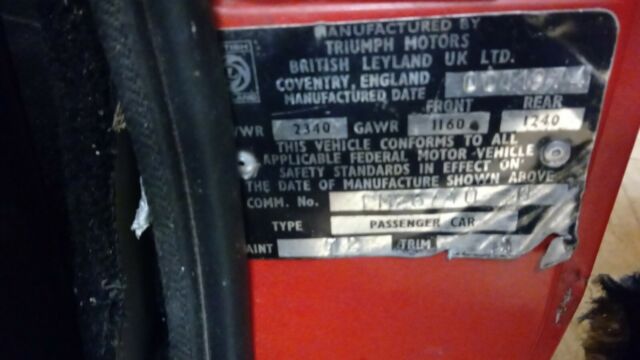 MANUFACTURED BY
TRIUMPH MOTORS
BRITISH LEYLAND UK LTD.
COVENTRY, ENGLAND
MANUFACTURED DATE
FRONT REAR
/WR 2340 GAWR 1160 1240
THIS VEHICLE CONFORMS TO ALL
APPLICABLE FEDERAL MOTOR-VEHICLE
SAFETY STANDARDS IN EFFECT ON
THE DATE OF MANUFACTURE SHOWN ABOVE
COMM. No.
TYPE PASSENGER CAR
AINT TRIM